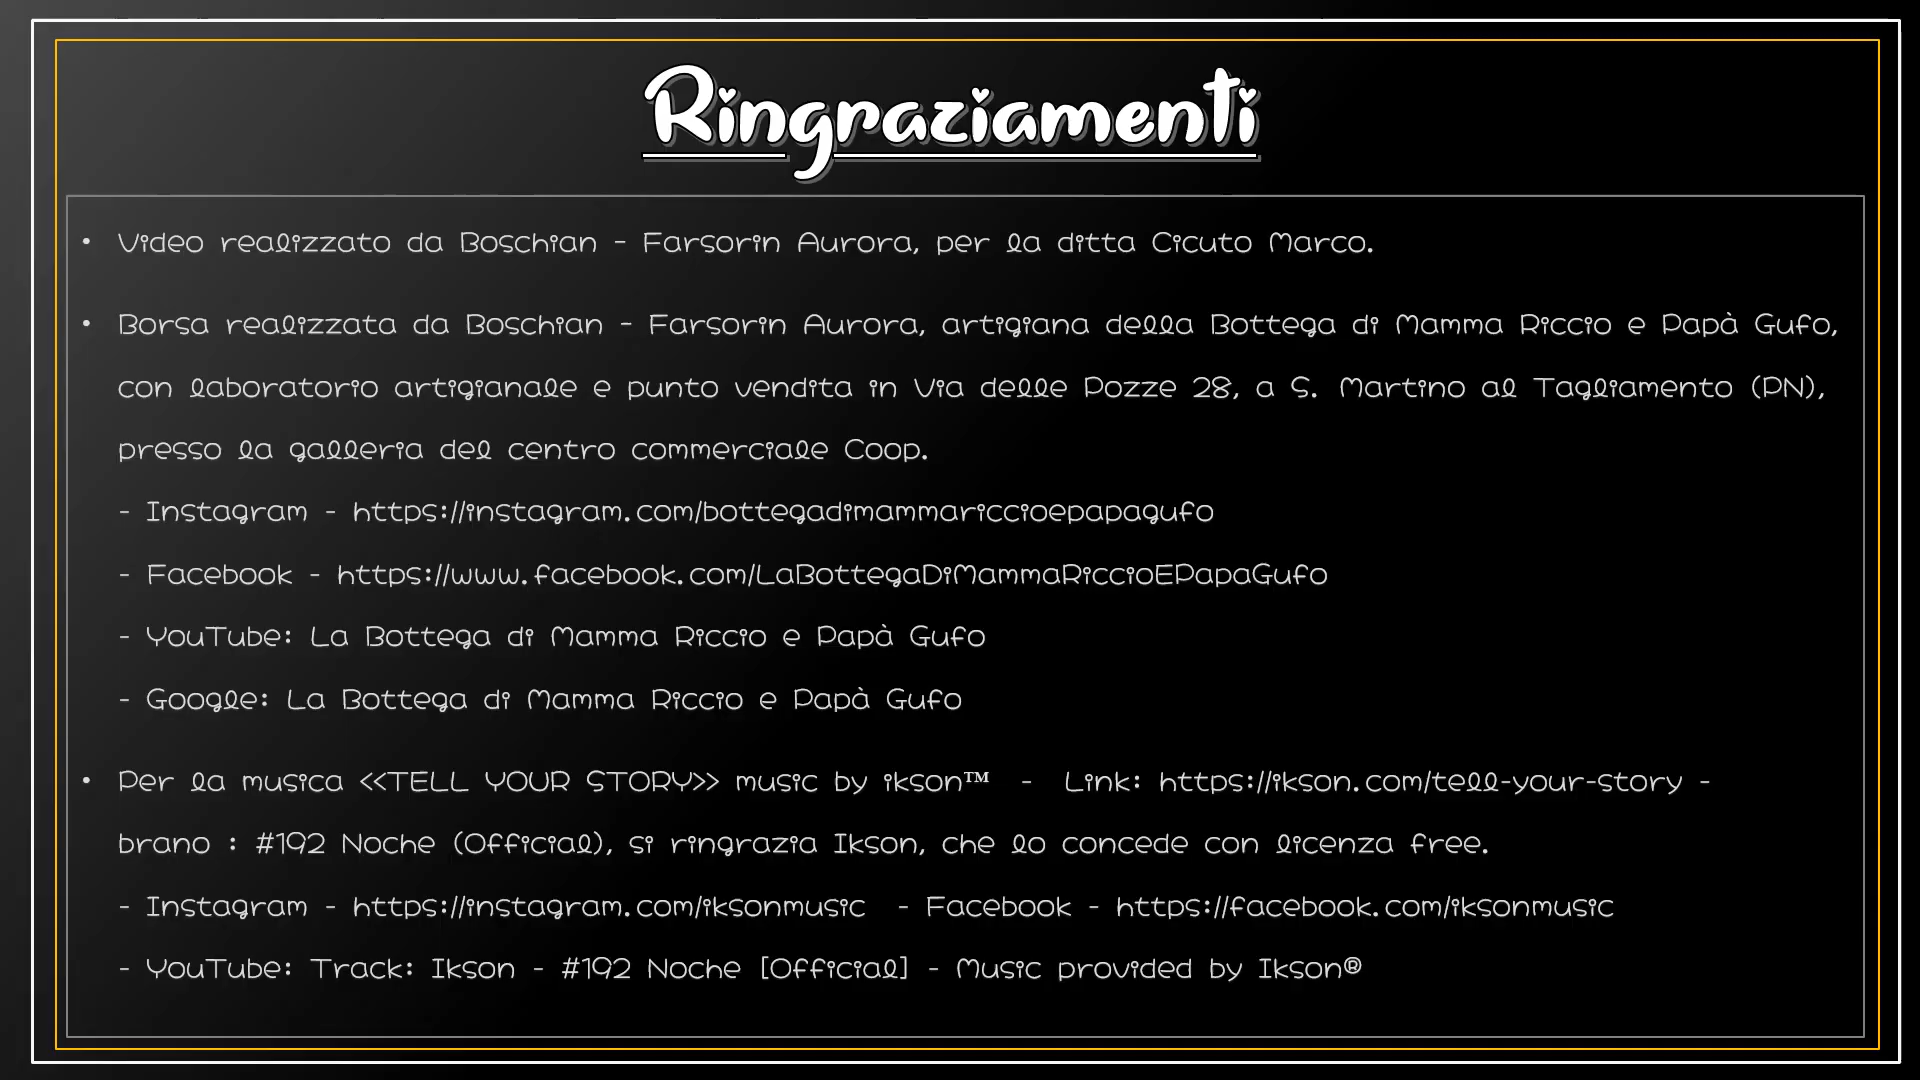 Ringraziamenti
• Video realizzato da Boschian - Farsorin Aurora, per la ditta Cicuto Marco.
• Borsa realizzata da Boschian - Farsorin Aurora, artigiana della Bottega di Mamma Riccio e Papà Gufo,
con laboratorio artigianale e punto vendita in Via delle Pozze 28, a S. Martino al Tagliamento (PN),
presso la galleria del centro commerciale Coop.
- Instagram - https://instagram.com/bottegadimammariccioepapagufo
- Facebook - https://www.facebook.com/LaBottegaDiMammaRiccioEPapaGufo
- YouTube: La Bottega di Mamma Riccio e Papà Gufo
- Google: La Bottega di Mamma Riccio e Papà Gufo
• Per la musica <<TELL YOUR STORY>> music by ikson™ - Link: https://ikson.com/tell-your-story -
brano : #192 Noche (Official), si ringrazia Ikson, che lo concede con licenza free.
- Instagram - https://instagram.com/iksonmusic - Facebook - https://facebook.com/iksonmusic
- YouTube: Track: Ikson - #192 Noche [Official] - Music provided by Ikson®